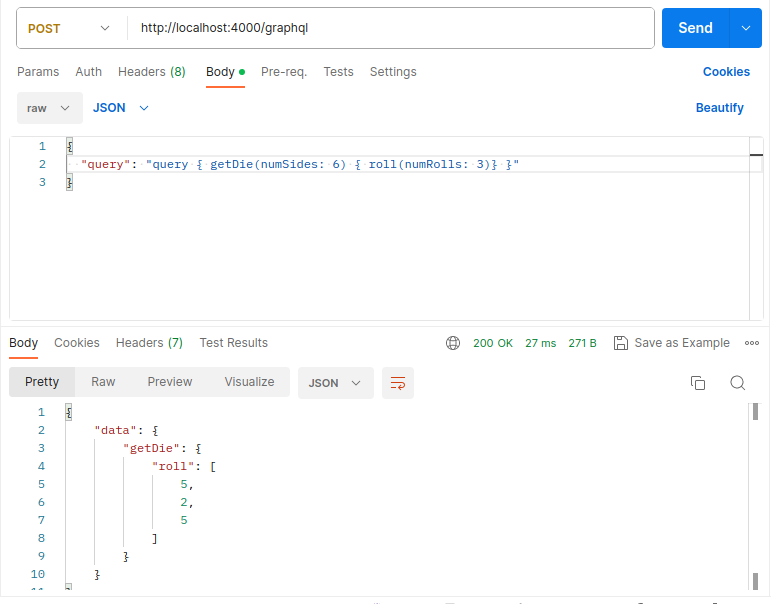 POST http://localhost:4000/graphql Send
Params Auth Headers (8) Body Pre-req. Tests Settings Cookies
raw JSON Beautify
1 {
2 "query": "query { getDie(numSides: 6) { roll(numRolls: 3)} }"
3 }
Body Cookies Headers (7) Test Results 200 OK 27 ms 271 B Save as Example
Pretty Raw Preview Visualize JSON
1 {
2 "data": {
3 "getDie": {
4 "roll": [
5 5,
6 2,
7 5
8 ]
9 }
10 }